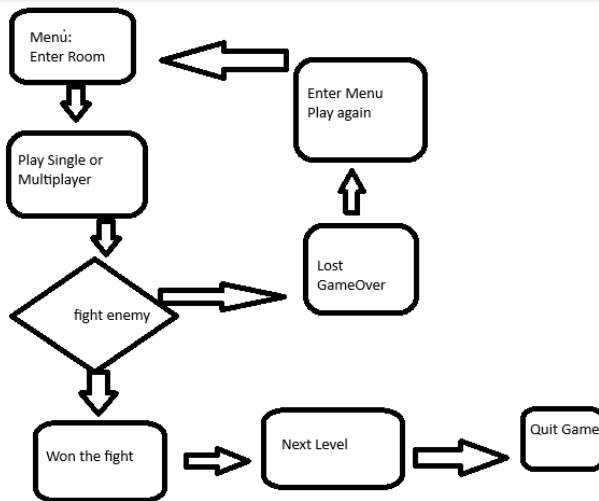 Menu:
Enter Room
Enter Menu
Play again
Play Single or
Multiplayer
Lost
GameOver
fight enemy
Won the fight
Next Level
Quit Game